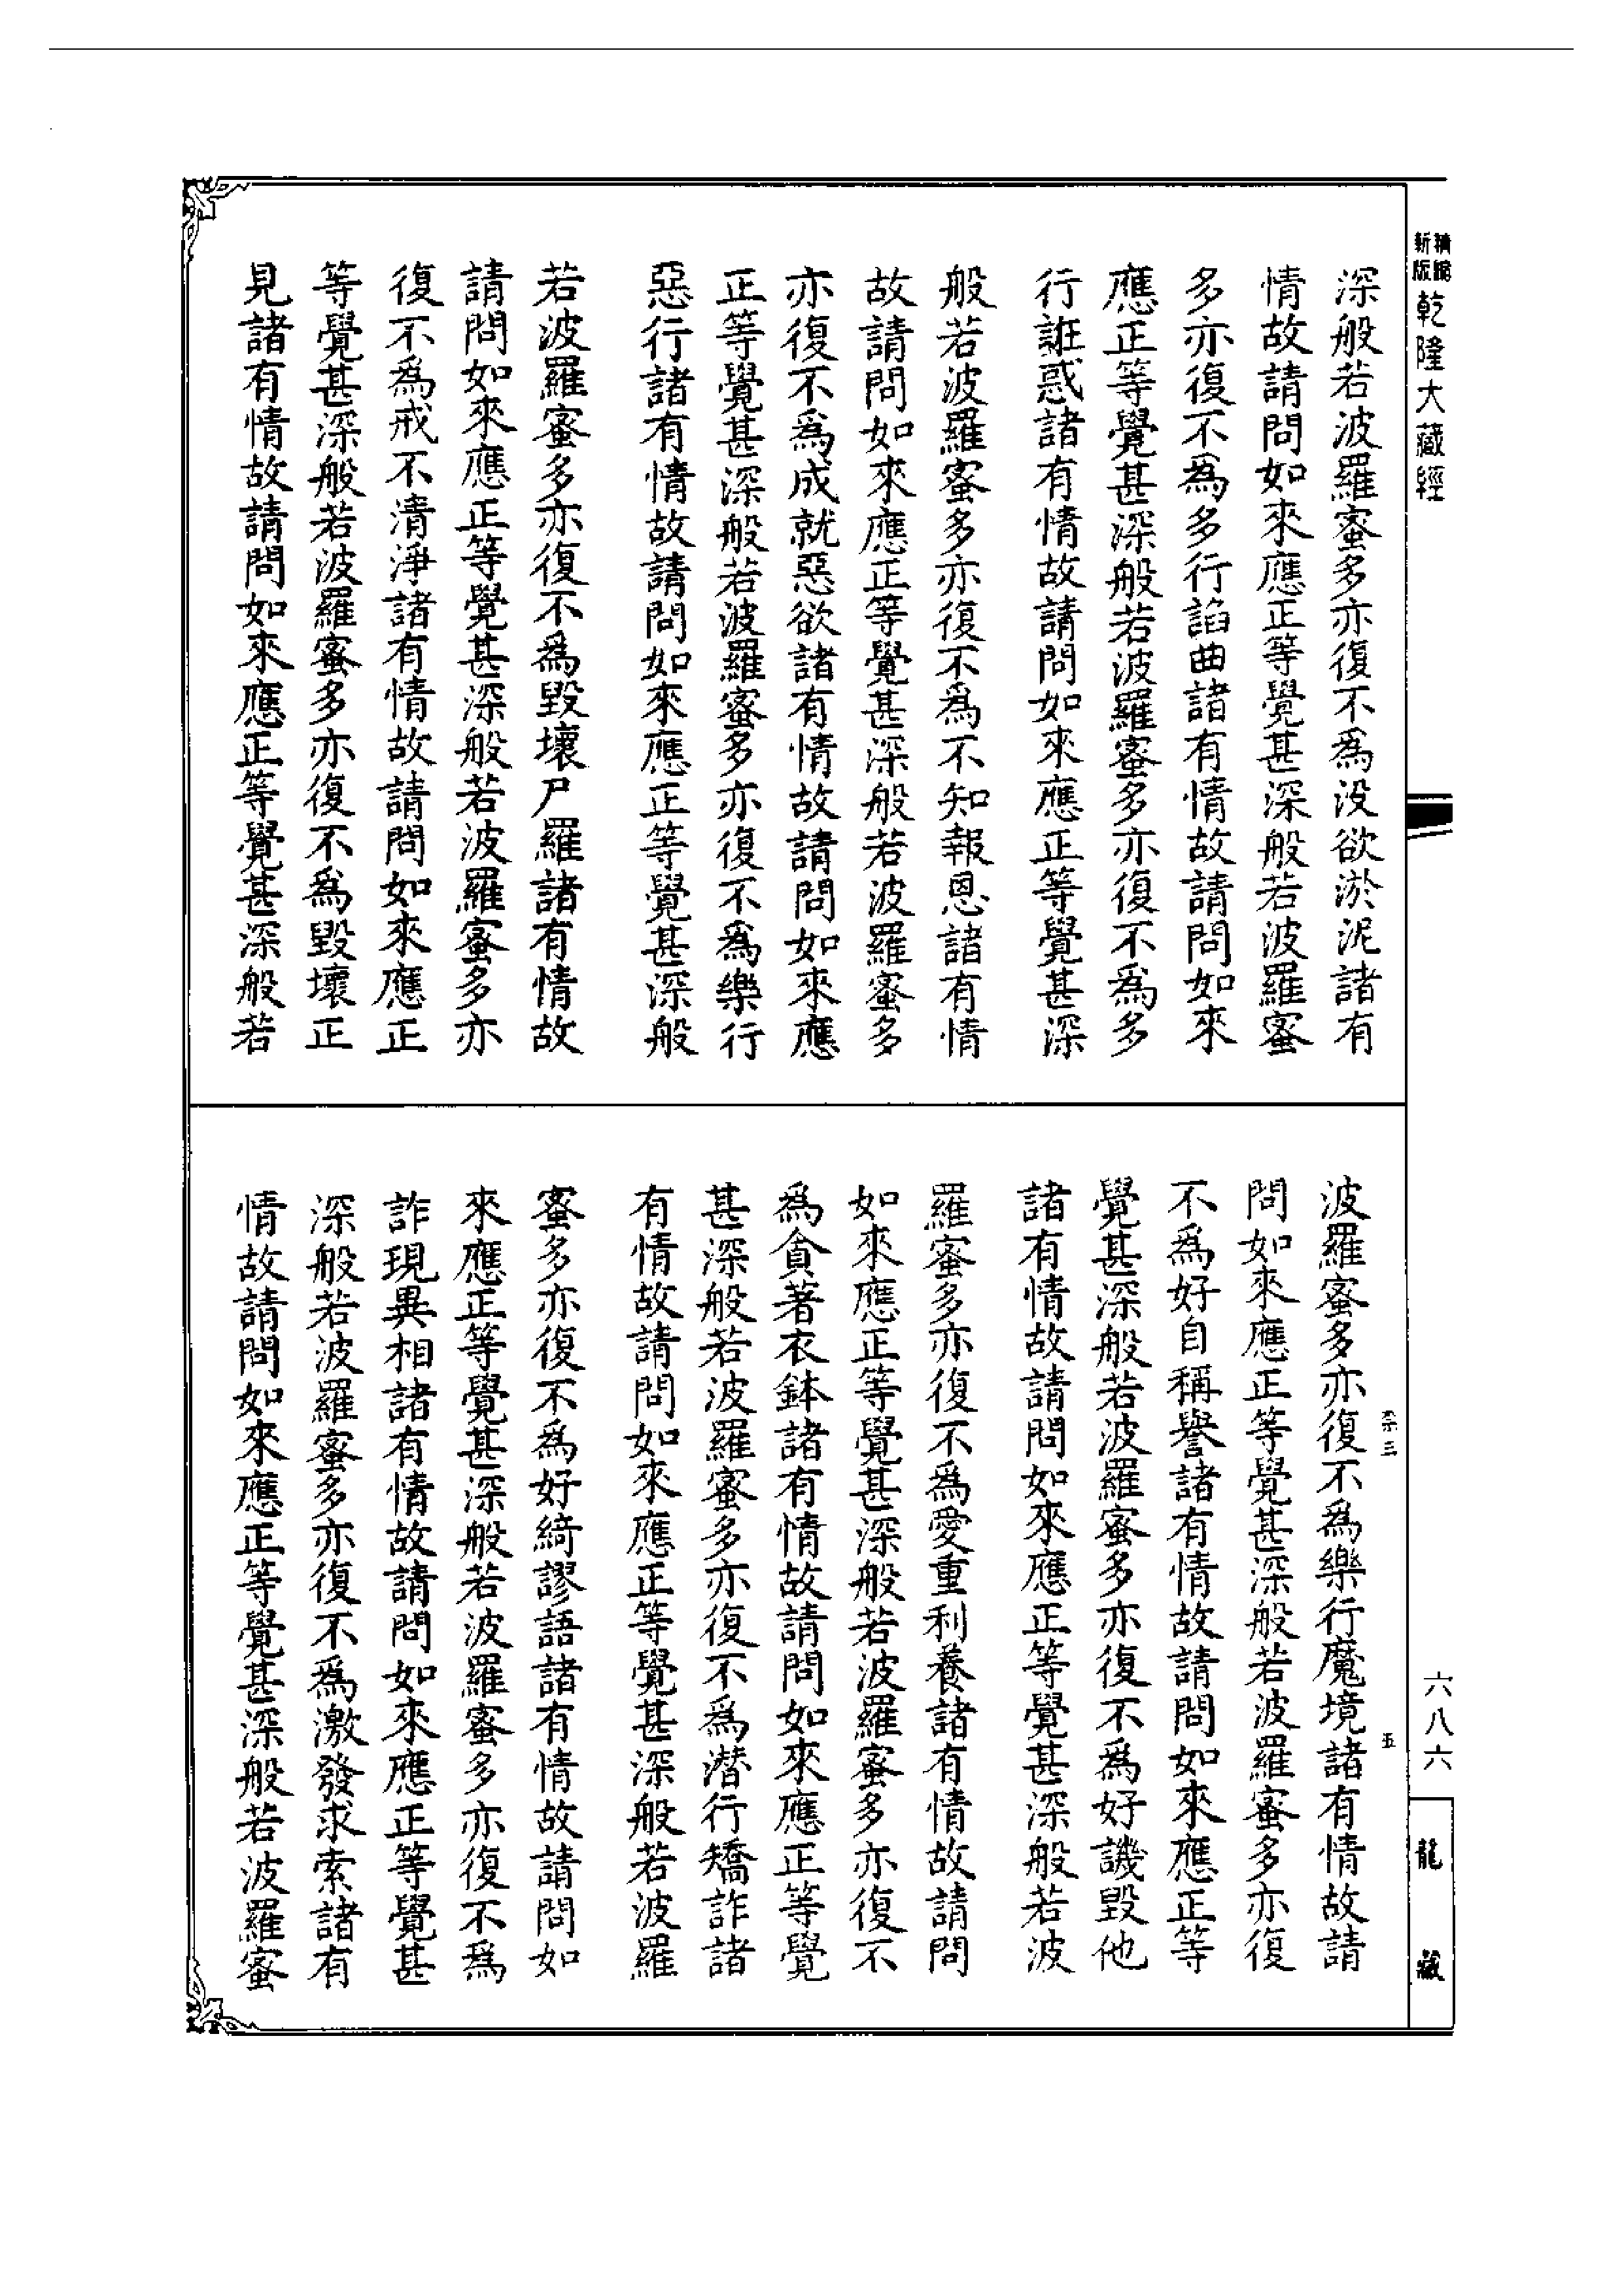 乾隆大藏經
深般若波羅蜜多亦復不為没欲淤泥諸有
情故請問如來應正等覺甚深般若波羅蜜
多亦復不為多行諂曲諸有情故請問如來
應正等覺甚深般若波羅蜜多亦復不為多
行誑惑諸有情故請問如來應正等覺甚深
般若波羅蜜多亦復不為不知報恩諸有情
故請問如來應正等覺甚深般若波羅蜜多
亦復不為成就惡欲諸有情故請問如來應
正等覺甚深般若波羅蜜多亦復不為樂行
惡行諸有情故請問如來應正等覺甚深般
若波羅蜜多亦復不為毀壞尸羅諸有情故
請問如來應正等覺甚深般若波羅蜜多亦
復不為戒不清淨諸有情故請問如來應正
等覺甚深般若波羅蜜多亦復不為毀壞正
見諸有情故請問如來應正等覺甚深般若
波羅蜜多亦復不為樂行魔境諸有情故請
問如來應正等覺甚深般若波羅蜜多亦復
不為好自稱譽諸有情故請問如來應正等
覺甚深般若波羅蜜多亦復不為好譏毀他
諸有情故請問如來應正等覺甚深般若波
羅蜜多亦復不為愛重利養諸有情故請問
如來應正等覺甚深般若波羅蜜多亦復不
為貪著衣鉢諸有情故請問如來應正等覺
甚深般若波羅蜜多亦復不為潛行矯詐諸
有情故請問如來應正等覺甚深般若波羅
蜜多亦復不為好綺謬語諸有情故請問如
來應正等覺甚深般若波羅蜜多亦復不為
詐現異相諸有情故請問如來應正等覺甚
深般若波羅蜜多亦復不為激發求索諸有
情故請問如來應正等覺甚深般若波羅蜜
三
五
六八六
龍藏